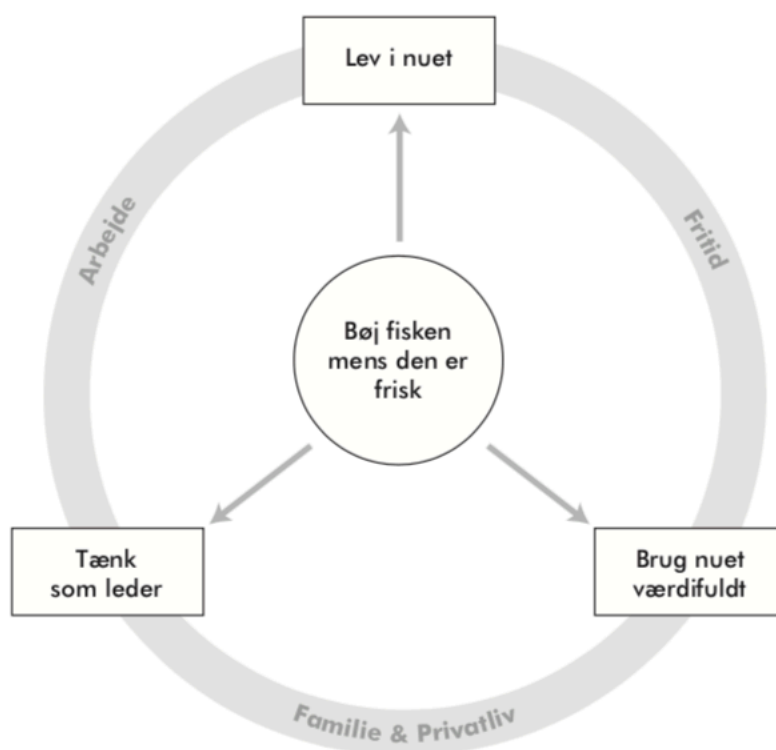 Lev i nuet
Arbejde
Fritid
Bøj fisken
mens den er
frisk
Tænk
som leder
Brug nuet
værdifuldt
Familie & Privatliv